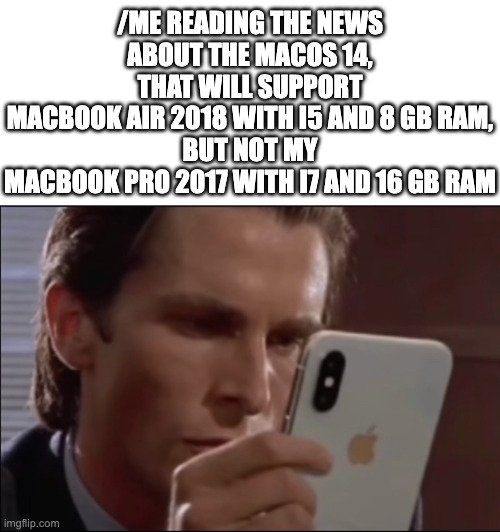 /ME READING THE NEWS
ABOUT THE MACOS 14,
THAT WILL SUPPORT
MACBOOK AIR 2018 WITH I5 AND 8 GB RAM,
BUT NOT MY
MACBOOK PRO 2017 WITH I7 AND 16 GB RAM
imgflip.com